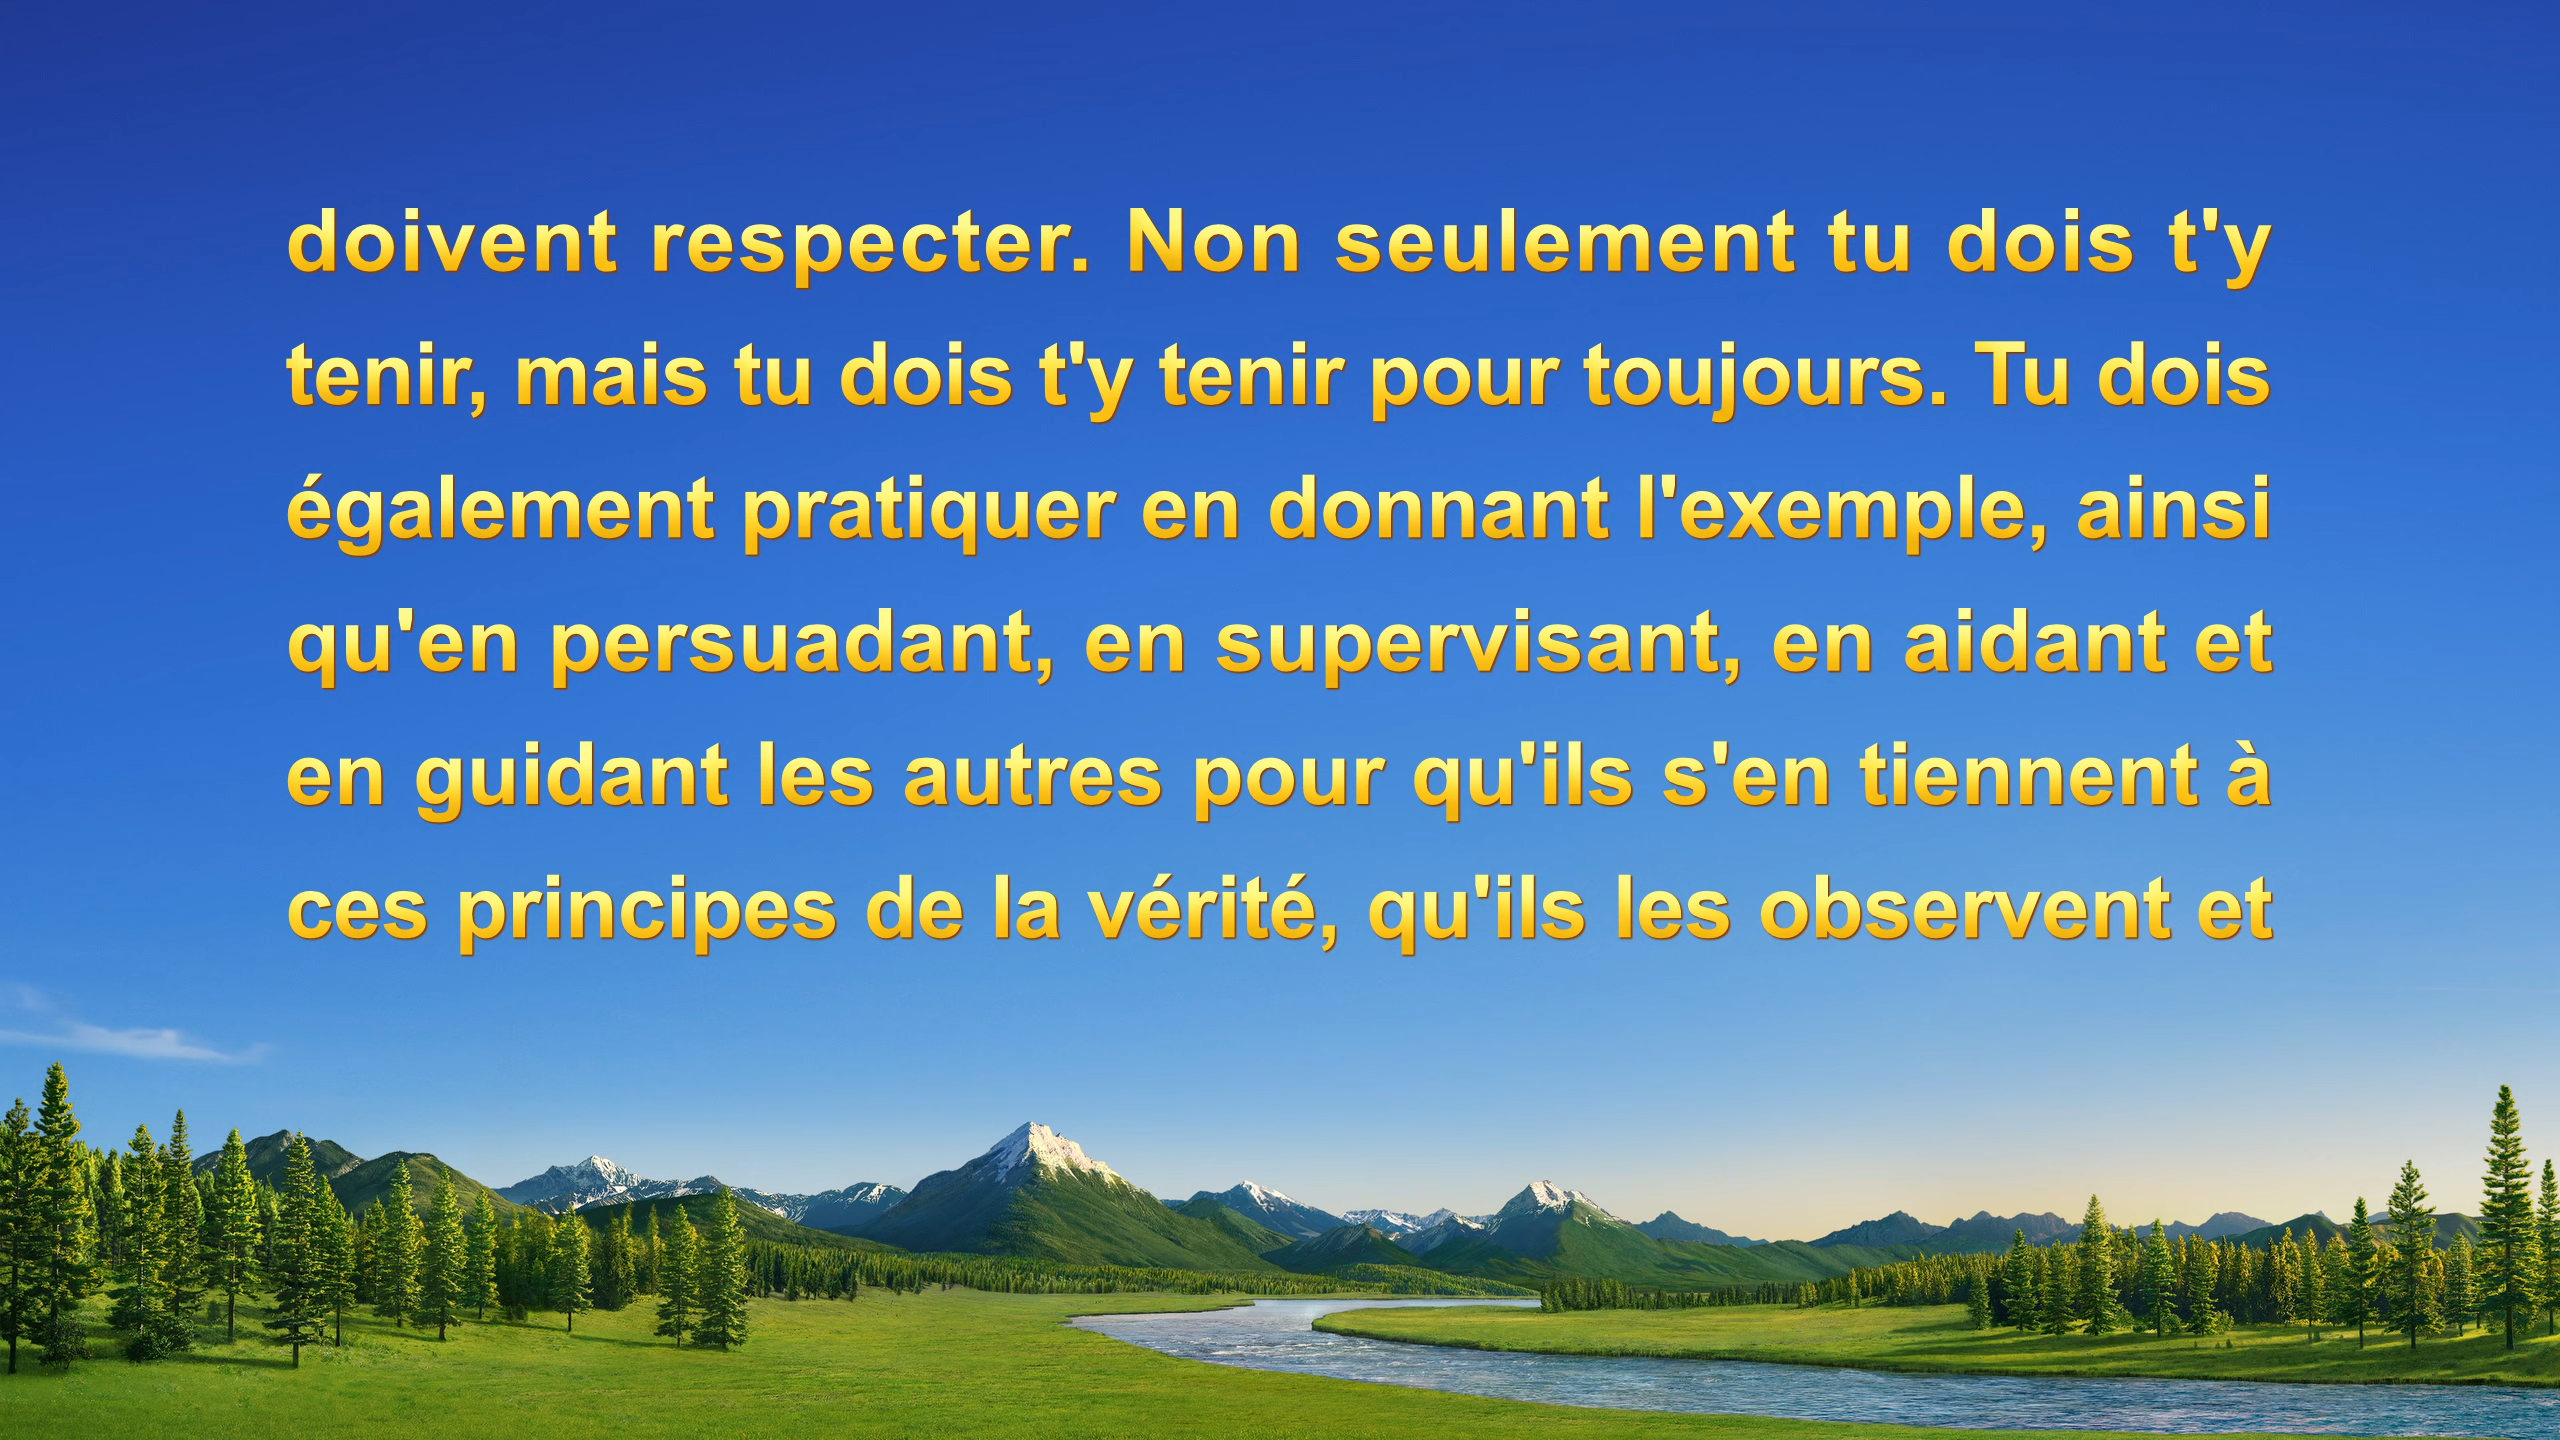 doivent respecter. Non seulement tu dois t'y
tenir, mais tu dois t'y tenir pour toujours. Tu dois
également pratiquer en donnant l'exemple, ainsi
qu'en persuadant, en supervisant, en aidant et
en guidant les autres pour qu'ils s'en tiennent à
ces principes de la vérité, qu'ils les observent et